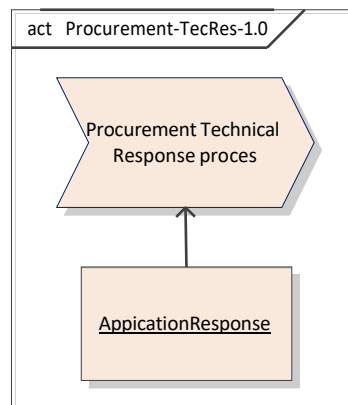 act Procurement-TecRes-1.0
Procurement Technical
Response proces
AppicationResponse